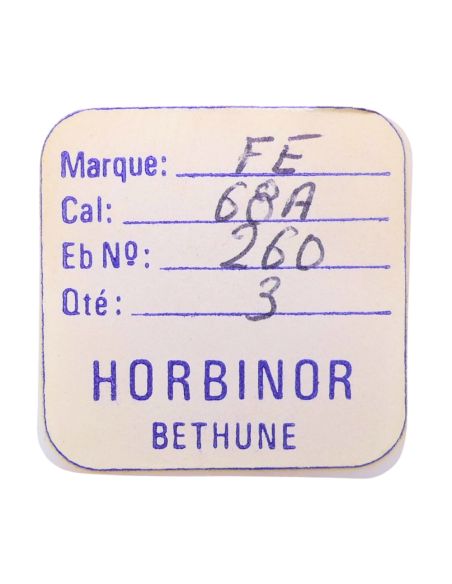 Marque: FE
Cal: 68A
Eb Nº: 260
Qté: 3
HORBINOR
BETHUNE